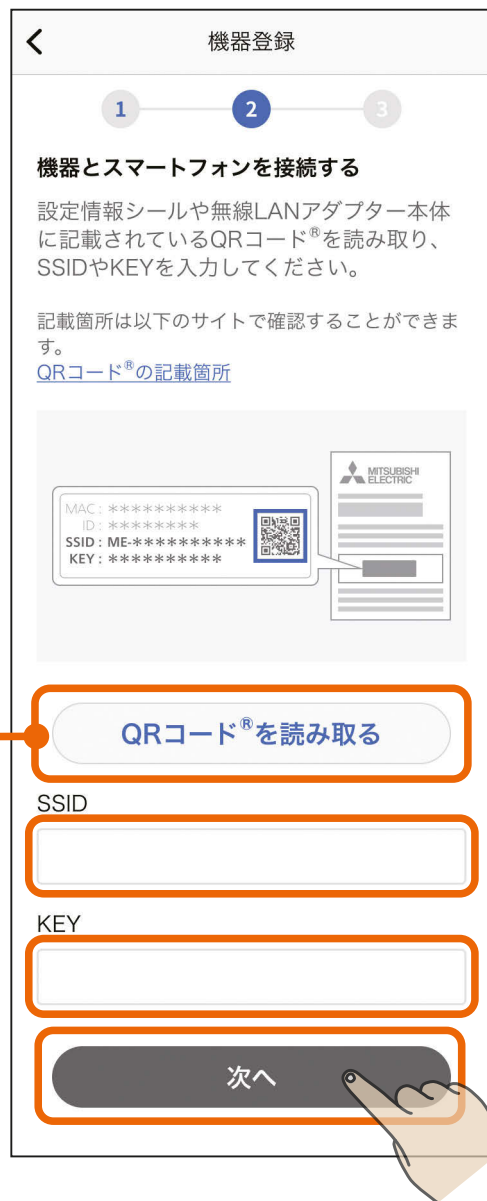 機器登録
1 2 3
機器とスマートフォンを接続する
設定情報シールや無線LANアダプター本体
に記載されているQRコード®を読み取り、
SSIDやKEYを入力してください。
記載箇所は以下のサイトで確認することができま
す。
QRコード®の記載箇所
MITSUBISHI
ELECTRIC
MAC : **********
ID : ********
SSID : ME-**********
KEY : **********
QRコード®を読み取る
SSID
KEY
次へ